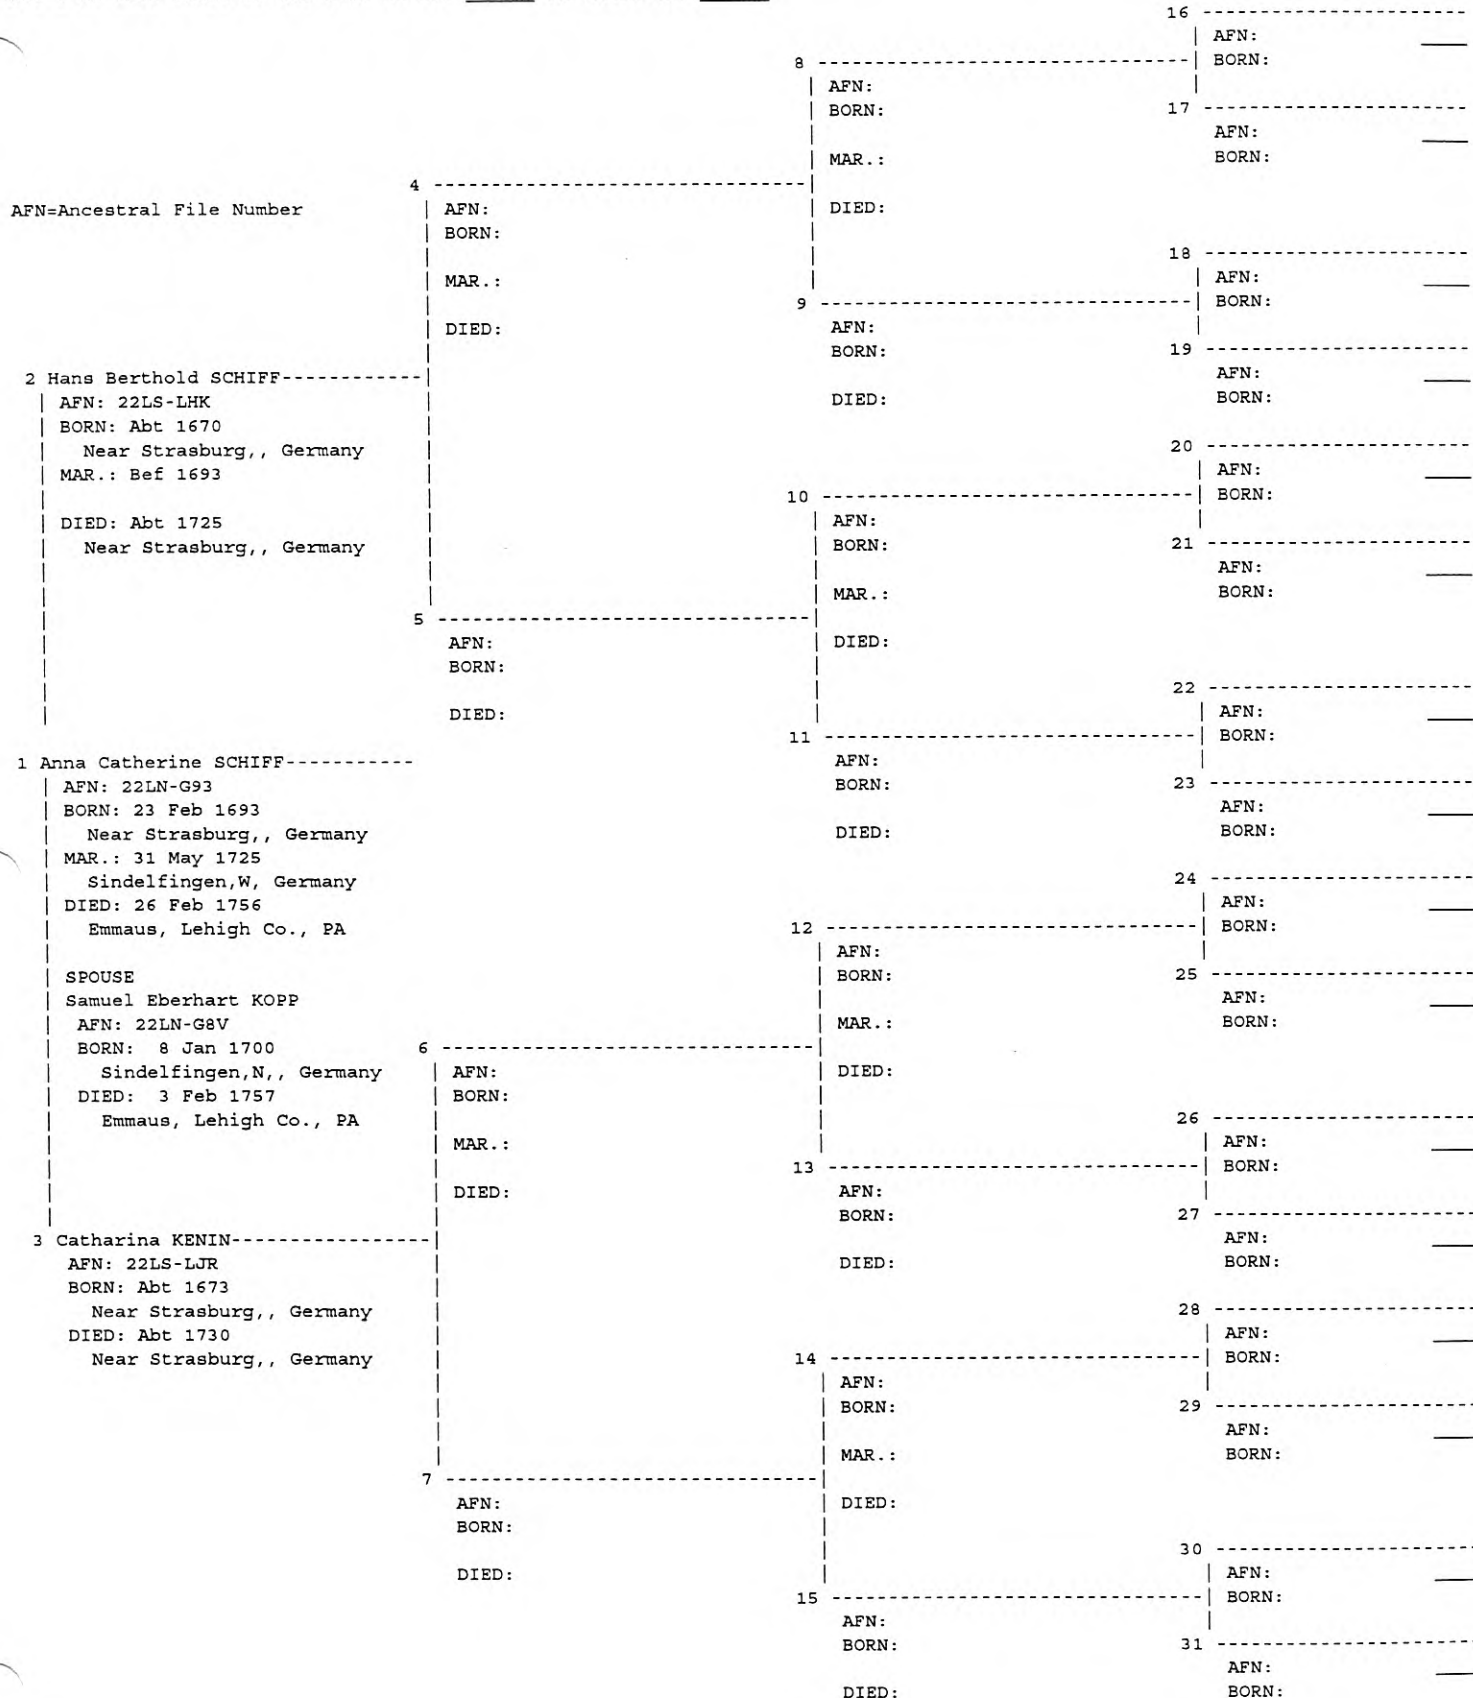 AFN=Ancestral File Number
2 Hans Berthold SCHIFF------------
AFN: 22LS-LHK
BORN: Abt 1670
Near Strasburg,, Germany
MAR.: Bef 1693
DIED: Abt 1725
Near Strasburg,, Germany
1 Anna Catherine SCHIFF-----------
AFN: 22LN-G93
BORN: 23 Feb 1693
Near Strasburg,, Germany
MAR.: 31 May 1725
Sindelfingen,W, Germany
DIED: 26 Feb 1756
Emmaus, Lehigh Co., PA
SPOUSE
Samuel Eberhart KOPP
AFN: 22LN-G8V
BORN: 8 Jan 1700
Sindelfingen,N,, Germany
DIED: 3 Feb 1757
Emmaus, Lehigh Co., PA
3 Catharina KENIN-----------------
AFN: 22LS-LJR
BORN: Abt 1673
Near Strasburg,, Germany
DIED: Abt 1730
Near Strasburg,, Germany
4
AFN:
BORN:
MAR.:
DIED:
5
AFN:
BORN:
DIED:
6
AFN:
BORN:
MAR.:
DIED:
7
AFN:
BORN:
DIED:
8
AFN:
BORN:
MAR.:
DIED:
9
AFN:
BORN:
DIED:
10
AFN:
BORN:
MAR.:
DIED:
11
AFN:
BORN:
DIED:
12
AFN:
BORN:
MAR.:
DIED:
13
AFN:
BORN:
DIED:
14
AFN:
BORN:
MAR.:
DIED:
15
AFN:
BORN:
DIED:
16
AFN:
BORN:
17
AFN:
BORN:
18
AFN:
BORN:
19
AFN:
BORN:
20
AFN:
BORN:
21
AFN:
BORN:
22
AFN:
BORN:
23
AFN:
BORN:
24
AFN:
BORN:
25
AFN:
BORN:
26
AFN:
BORN:
27
AFN:
BORN:
28
AFN:
BORN:
29
AFN:
BORN:
30
AFN:
BORN:
31
AFN:
BORN: